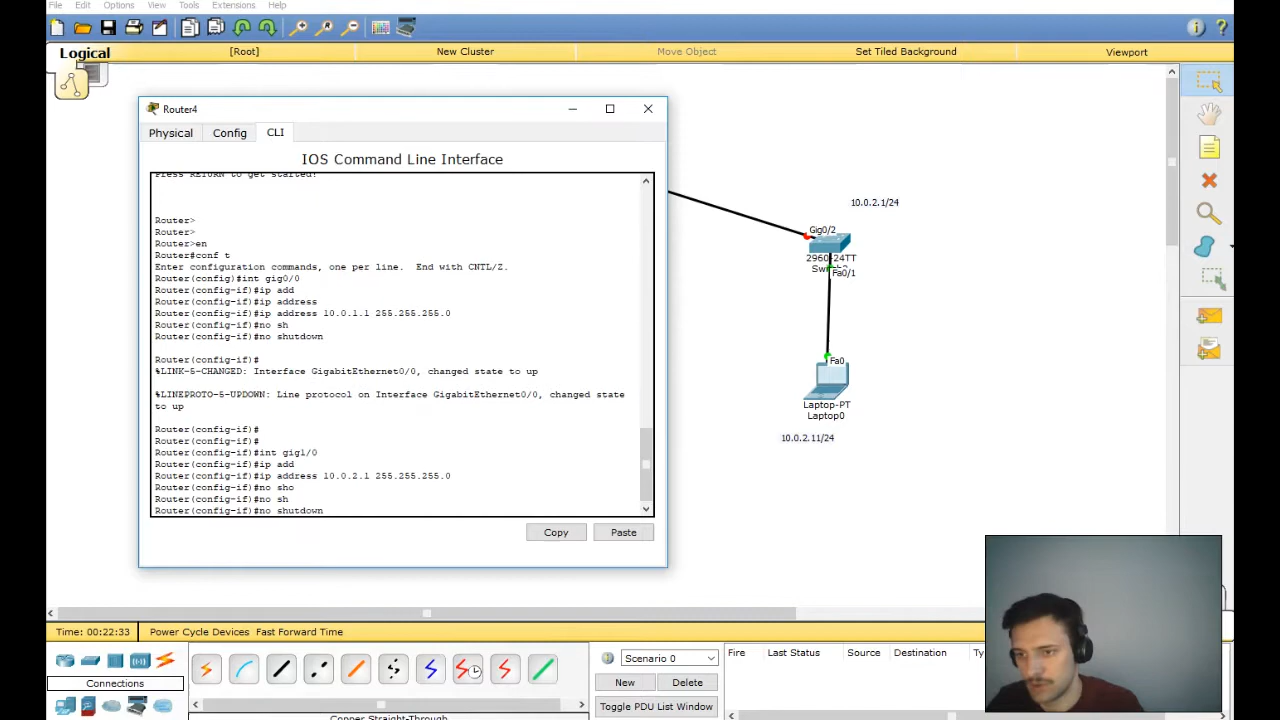 File Edit Options View Tools Extensions Help
Logical
[Root]
New Cluster
Move Object
Set Tiled Background
Viewport
Router4
Physical Config CLI
IOS Command Line Interface
Press RETURN to get started!
Router>
Router>
Router>en
Router#conf t
Enter configuration commands, one per line. End with CNTL/Z.
Router(config)#int gig0/0
Router(config-if)#ip add
Router(config-if)#ip address
Router(config-if)#ip address 10.0.1.1 255.255.255.0
Router(config-if)#no sh
Router(config-if)#no shutdown
Router(config-if)#
%LINK-5-CHANGED: Interface GigabitEthernet0/0, changed state to up
%LINEPROTO-5-UPDOWN: Line protocol on Interface GigabitEthernet0/0, changed state
to up
Router(config-if)#
Router(config-if)#
Router(config-if)#int gig1/0
Router(config-if)#ip add
Router(config-if)#ip address 10.0.2.1 255.255.255.0
Router(config-if)#no sho
Router(config-if)#no sh
Router(config-if)#no shutdown
Copy
Paste
10.0.2.1/24
Gig0/2
2960-24TT
Fa0/1
Fa0
Laptop-PT
Laptop0
10.0.2.11/24
Time: 00:22:33
Power Cycle Devices Fast Forward Time
Connections
Copper Straight-Through
Scenario 0
New
Delete
Toggle PDU List Window
Fire Last Status Source Destination Ty